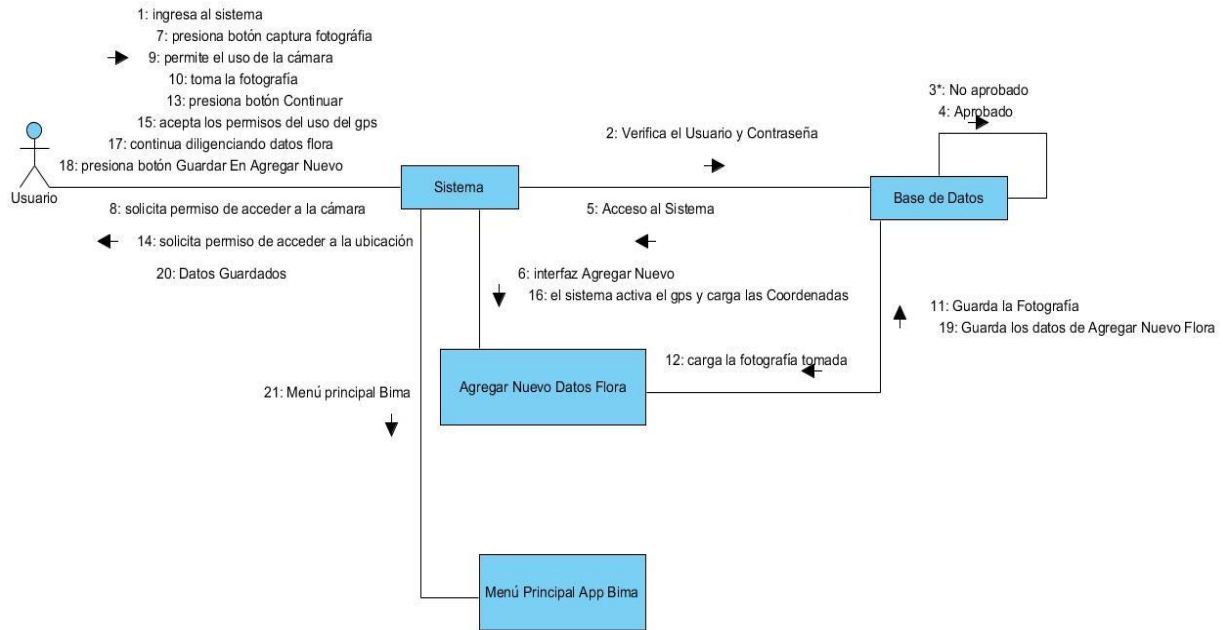 1: ingresa al sistema
7: presiona botón captura fotográfia
9: permite el uso de la cámara
10: toma la fotografía
13: presiona botón Continuar
15: acepta los permisos del uso del gps
17: continua diligenciando datos flora
18: presiona botón Guardar En Agregar Nuevo
Usuario
8: solicita permiso de acceder a la cámara
14: solicita permiso de acceder a la ubicación
20: Datos Guardados
Sistema
2: Verifica el Usuario y Contraseña
3*: No aprobado
4: Aprobado
Base de Datos
5: Acceso al Sistema
6: interfaz Agregar Nuevo
16: el sistema activa el gps y carga las Coordenadas
11: Guarda la Fotografía
19: Guarda los datos de Agregar Nuevo Flora
12: carga la fotografía tomada
Agregar Nuevo Datos Flora
21: Menú principal Bima
Menú Principal App Bima